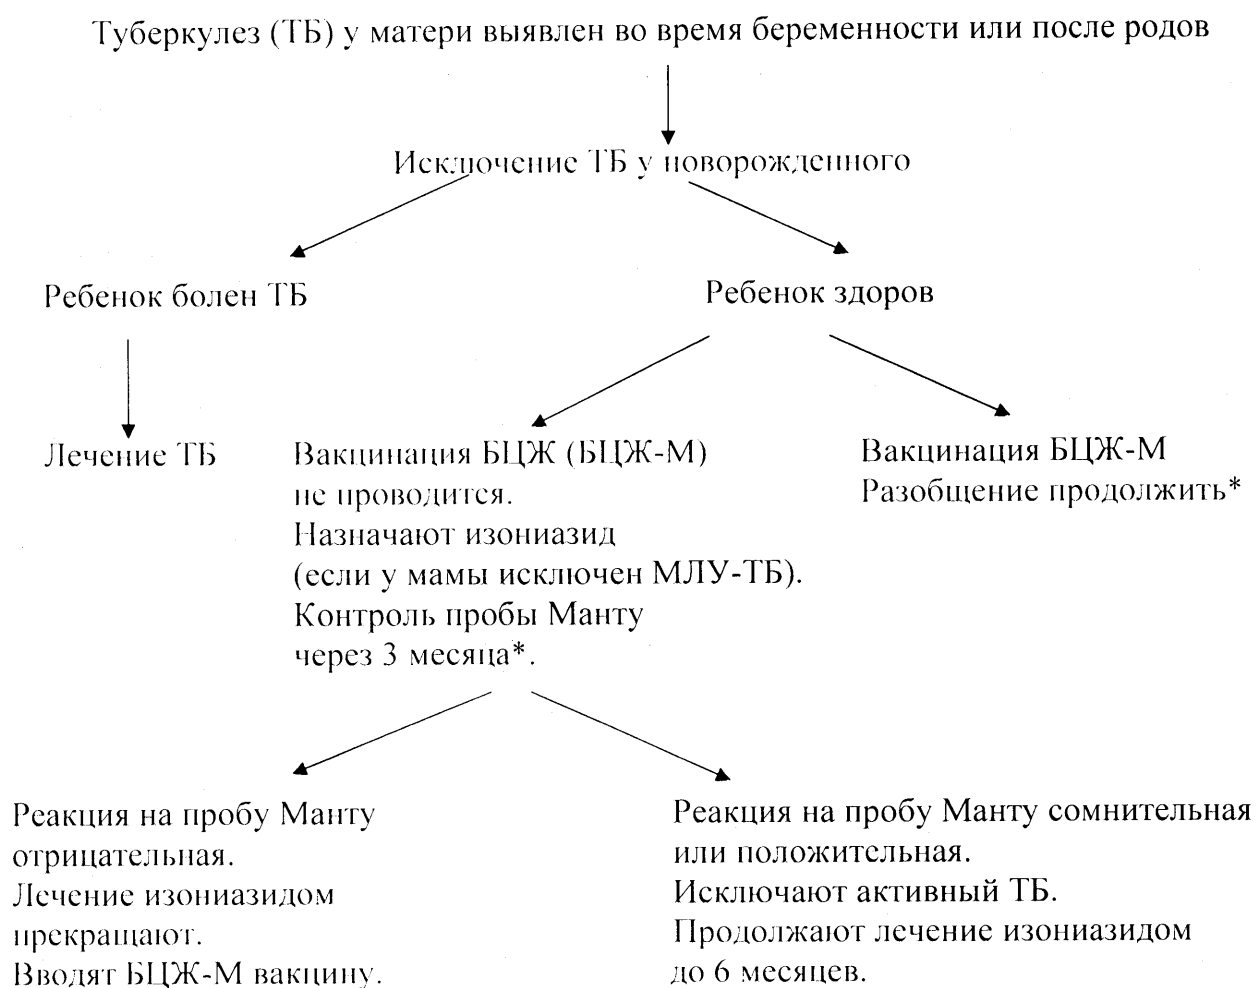 Туберкулез (ТБ) у матери выявлен во время беременности или после родов
Исключение ТБ у новорожденного
Ребенок болен ТБ
Ребенок здоров
Лечение ТБ
Вакцинация БЦЖ (БЦЖ-М)
не проводится.
Назначают изониазид
(если у мамы исключен МЛУ-ТБ).
Контроль пробы Манту
через 3 месяца*.
Вакцинация БЦЖ-М
Разобщение продолжить*
Реакция на пробу Манту
отрицательная.
Лечение изониазидом
прекращают.
Вводят БЦЖ-М вакцину.
Реакция на пробу Манту сомнительная
или положительная.
Исключают активный ТБ.
Продолжают лечение изониазидом
до 6 месяцев.